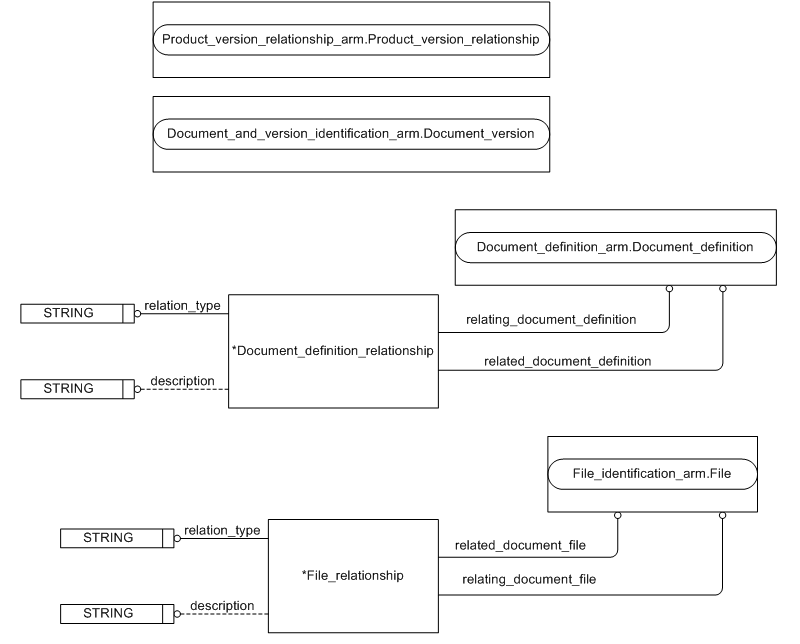 Product_version_relationship_arm.Product_version_relationship
Document_and_version_identification_arm.Document_version
Document_definition_arm.Document_definition
STRING
relation_type
relating_document_definition
*Document_definition_relationship
related_document_definition
STRING
description
File_identification_arm.File
STRING
relation_type
related_document_file
*File_relationship
relating_document_file
STRING
description